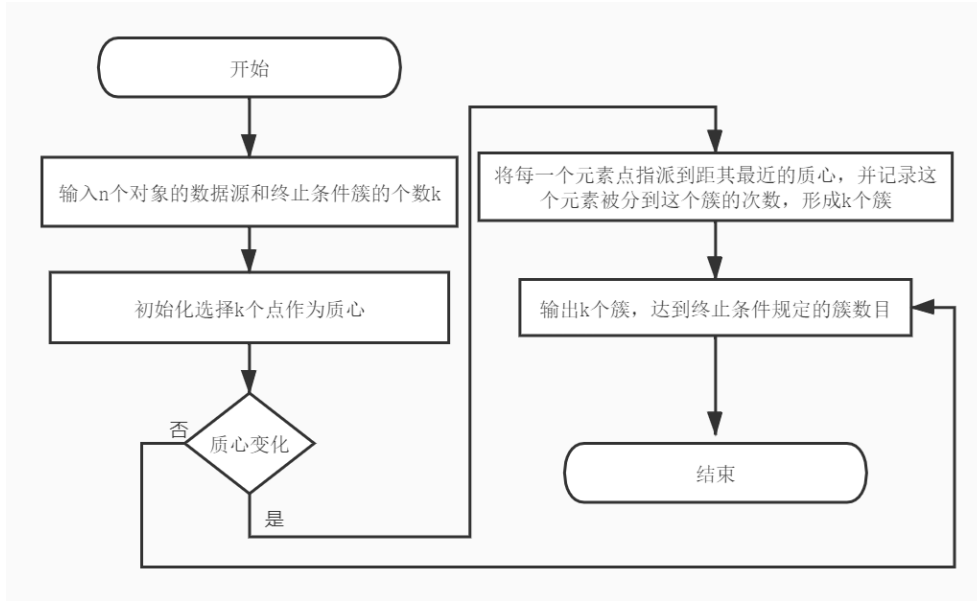 开始
输入n个对象的数据源和终止条件簇的个数k
初始化选择k个点作为质心
质心变化
否
是
将每一个元素点指派到距其最近的质心，并记录这
个元素被分到这个簇的次数，形成k个簇
输出k个簇，达到终止条件规定的簇数目
结束